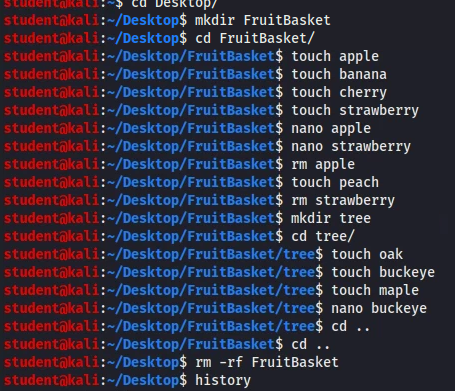 student@kali:~$ cd Desktop/
student@kali:~/Desktop$ mkdir FruitBasket
student@kali:~/Desktop$ cd FruitBasket/
student@kali:~/Desktop/FruitBasket$ touch apple
student@kali:~/Desktop/FruitBasket$ touch banana
student@kali:~/Desktop/FruitBasket$ touch cherry
student@kali:~/Desktop/FruitBasket$ touch strawberry
student@kali:~/Desktop/FruitBasket$ nano apple
student@kali:~/Desktop/FruitBasket$ nano strawberry
student@kali:~/Desktop/FruitBasket$ rm apple
student@kali:~/Desktop/FruitBasket$ touch peach
student@kali:~/Desktop/FruitBasket$ rm strawberry
student@kali:~/Desktop/FruitBasket$ mkdir tree
student@kali:~/Desktop/FruitBasket$ cd tree/
student@kali:~/Desktop/FruitBasket/tree$ touch oak
student@kali:~/Desktop/FruitBasket/tree$ touch buckeye
student@kali:~/Desktop/FruitBasket/tree$ touch maple
student@kali:~/Desktop/FruitBasket/tree$ nano buckeye
student@kali:~/Desktop/FruitBasket/tree$ cd ..
student@kali:~/Desktop/FruitBasket$ cd ..
student@kali:~/Desktop$ rm -rf FruitBasket
student@kali:~/Desktop$ history